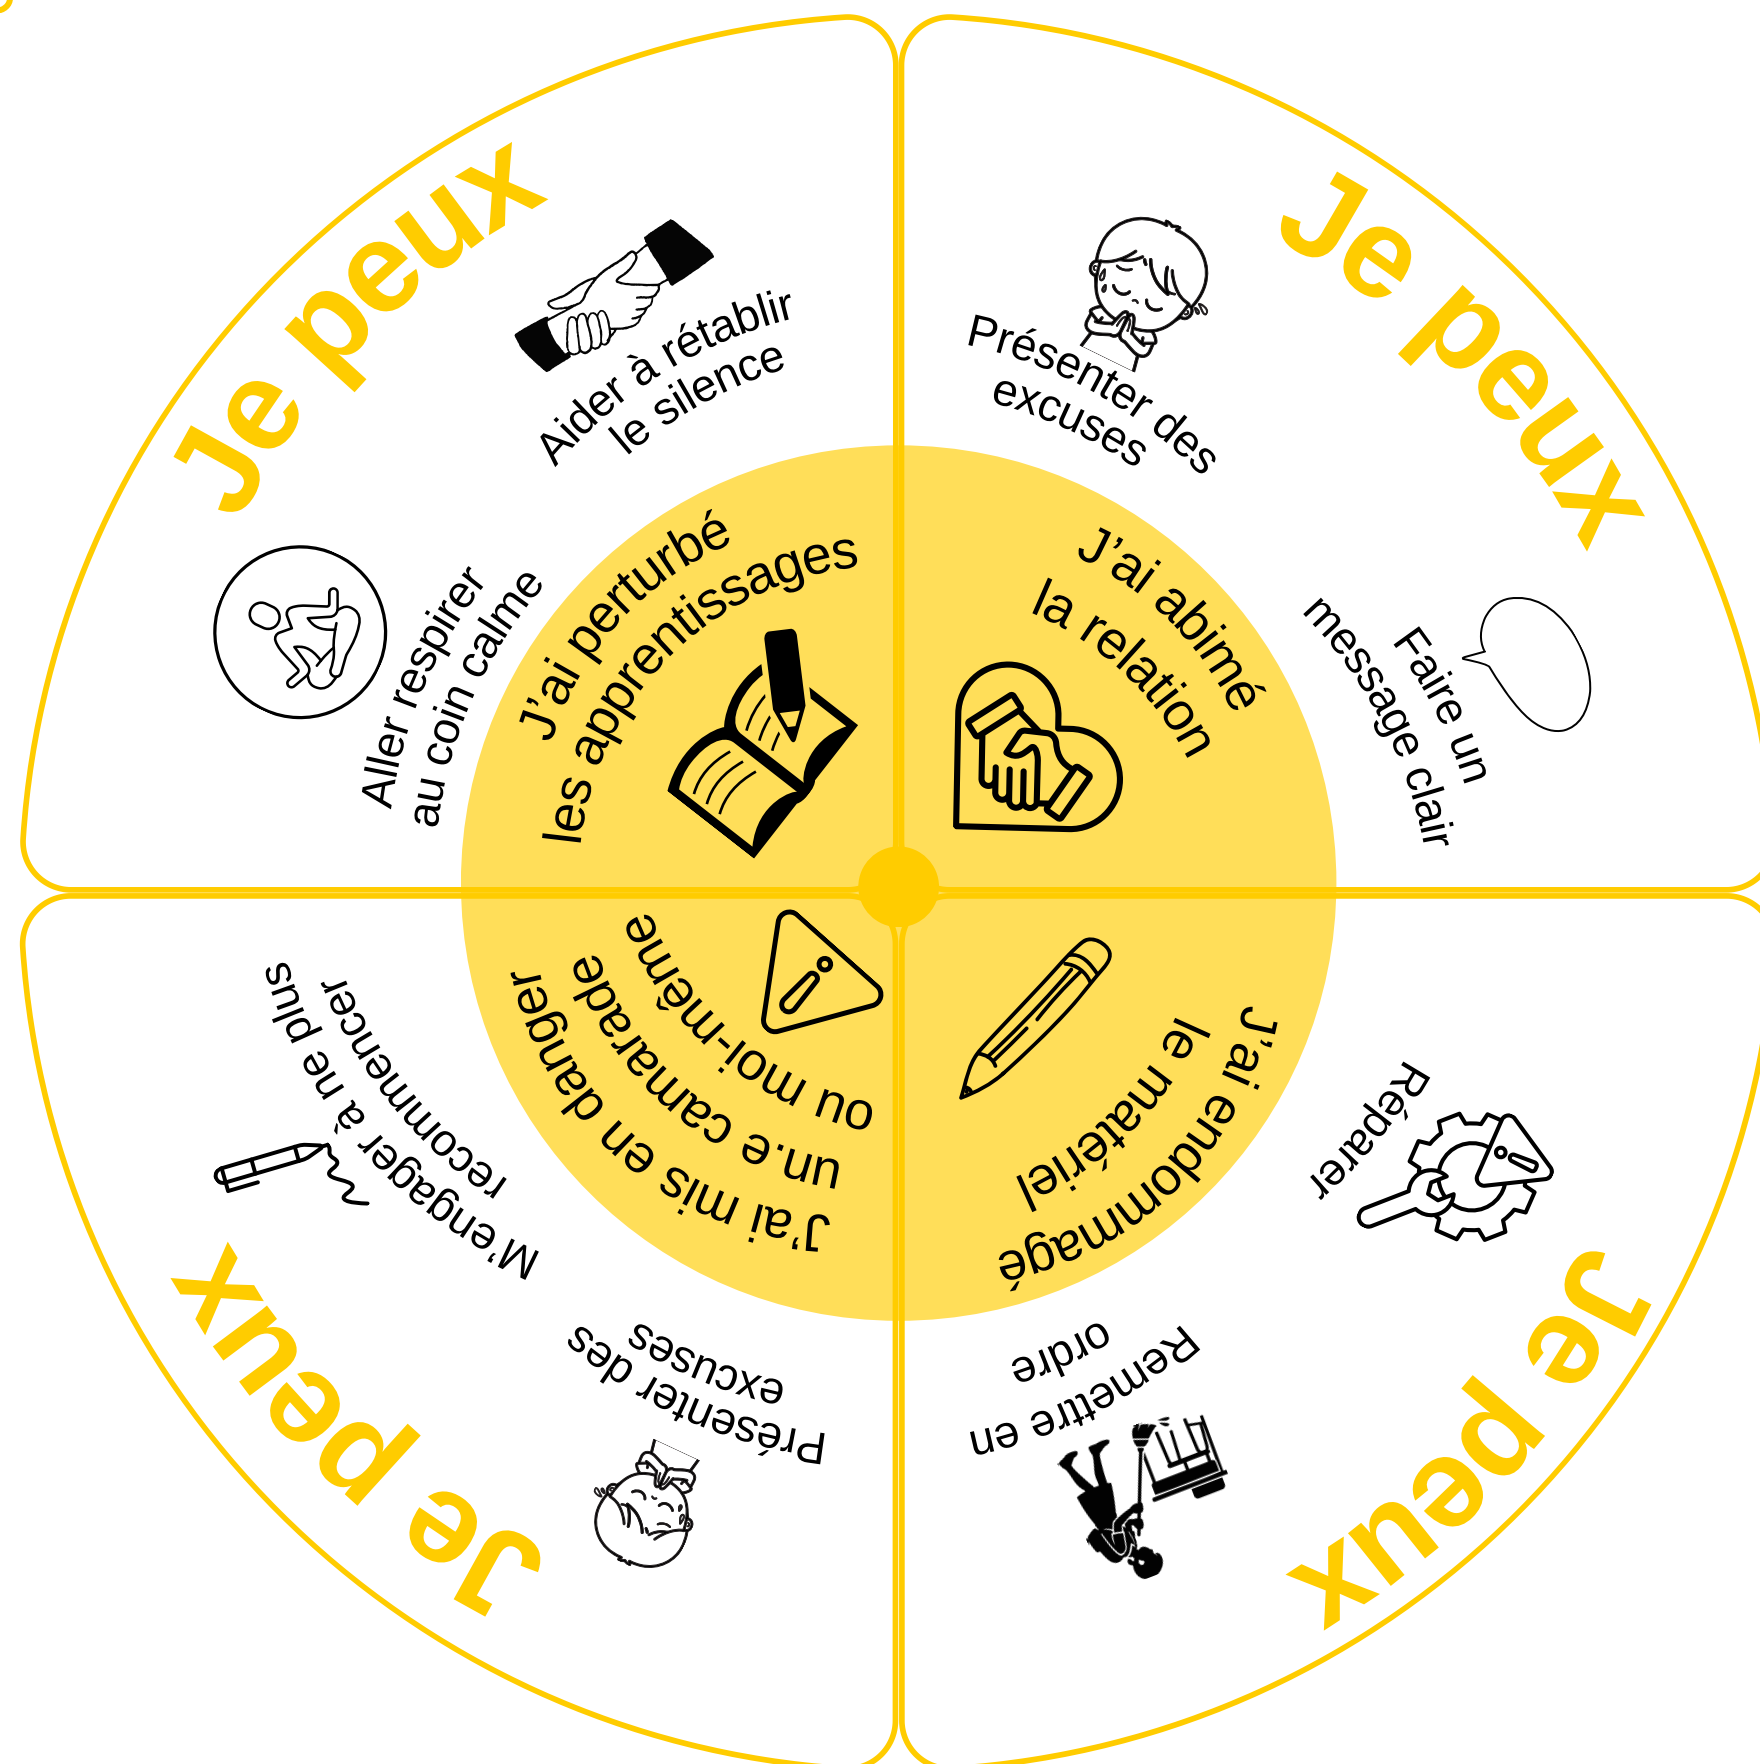 Je peux
Aider à rétablir
le silence
Aller respirer
au coin calme
J'ai perturbé
les apprentissages
Je peux
Présenter des
excuses
Faire un
message clair
J'ai abimé
la relation
Je peux
Réparer
Remettre en
ordre
J'ai endommagé
le matériel
Je peux
Présenter des
excuses
M'engager à ne plus
recommencer
J'ai mis en danger
un.e camarade
ou moi-même